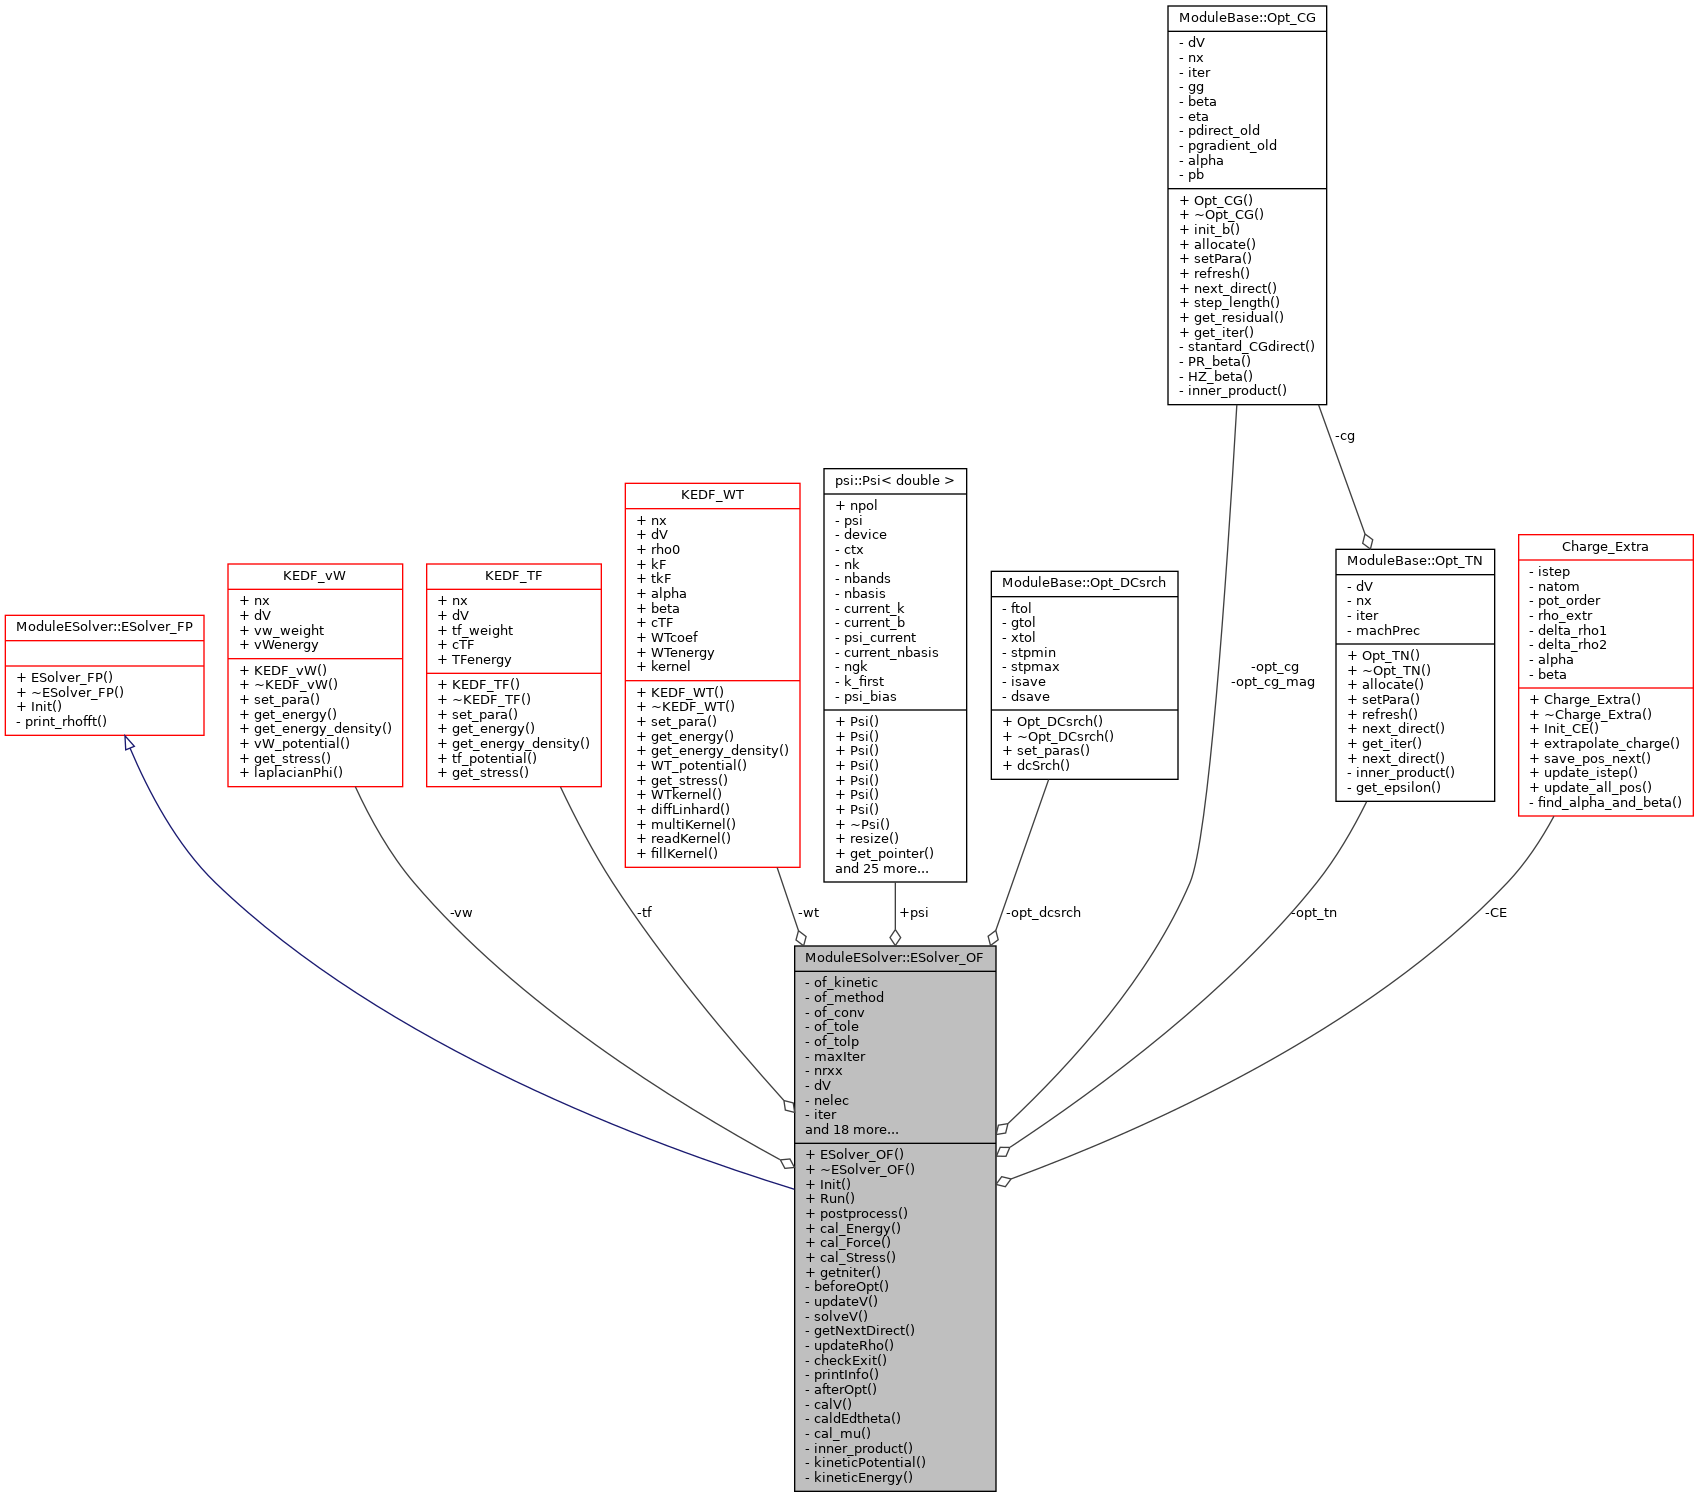 ModuleBase::Opt_CG
- dV
- nx
- iter
- gg
- beta
- eta
- pdirect_old
- pgradient_old
- alpha
- pb
+ Opt_CG()
+ ~Opt_CG()
+ init_b()
+ allocate()
+ setPara()
+ refresh()
+ next_direct()
+ step_length()
+ get_residual()
+ get_iter()
- stantard_CGdirect()
- PR_beta()
- HZ_beta()
- inner_product()
-cg
ModuleESolver::ESolver_FP
+ ESolver_FP()
+ ~ESolver_FP()
+ Init()
- print_rhofft()
KEDF_vW
+ nx
+ dV
+ vw_weight
+ vWenergy
+ KEDF_vW()
+ ~KEDF_vW()
+ set_para()
+ get_energy()
+ get_energy_density()
+ vW_potential()
+ get_stress()
+ laplacianPhi()
KEDF_TF
+ nx
+ dV
+ tf_weight
+ cTF
+ TFenergy
+ KEDF_TF()
+ ~KEDF_TF()
+ set_para()
+ get_energy()
+ get_energy_density()
+ tf_potential()
+ get_stress()
KEDF_WT
+ nx
+ dV
+ rho0
+ kF
+ tkF
+ alpha
+ beta
+ cTF
+ WTcoef
+ WTenergy
+ kernel
+ KEDF_WT()
+ ~KEDF_WT()
+ set_para()
+ get_energy()
+ get_energy_density()
+ WT_potential()
+ get_stress()
+ WTkernel()
+ diffLinhard()
+ multiKernel()
+ readKernel()
+ fillKernel()
psi::Psi< double >
+ npol
- psi
- device
- ctx
- nk
- nbands
- nbasis
- current_k
- current_b
- psi_current
- current_nbasis
- ngk
- k_first
- psi_bias
+ Psi()
+ Psi()
+ Psi()
+ Psi()
+ Psi()
+ Psi()
+ Psi()
+ ~Psi()
+ resize()
+ get_pointer()
and 25 more...
ModuleBase::Opt_DCsrch
- ftol
- gtol
- xtol
- stpmin
- stpmax
- isave
- dsave
+ Opt_DCsrch()
+ ~Opt_DCsrch()
+ set_paras()
+ dcSrch()
-opt_cg
-opt_cg_mag
ModuleBase::Opt_TN
- dV
- nx
- iter
- machPrec
+ Opt_TN()
+ ~Opt_TN()
+ allocate()
+ setPara()
+ refresh()
+ next_direct()
+ get_iter()
+ next_direct()
- inner_product()
- get_epsilon()
Charge_Extra
- istep
- natom
- pot_order
- rho_extr
- delta_rho1
- delta_rho2
- alpha
- beta
+ Charge_Extra()
+ ~Charge_Extra()
+ Init_CE()
+ extrapolate_charge()
+ save_pos_next()
+ update_istep()
+ update_all_pos()
- find_alpha_and_beta()
-vw
-tf
-wt
+psi
-opt_dcsrch
-opt_tn
-CE
ModuleESolver::ESolver_OF
- of_kinetic
- of_method
- of_conv
- of_tole
- of_tolp
- maxIter
- nrxx
- dV
- nelec
- iter
and 18 more...
+ ESolver_OF()
+ ~ESolver_OF()
+ Init()
+ Run()
+ postprocess()
+ cal_Energy()
+ cal_Force()
+ cal_Stress()
+ getniter()
- beforeOpt()
- updateV()
- solveV()
- getNextDirect()
- updateRho()
- checkExit()
- printInfo()
- afterOpt()
- calV()
- caldEdtheta()
- cal_mu()
- inner_product()
- kineticPotential()
- kineticEnergy()